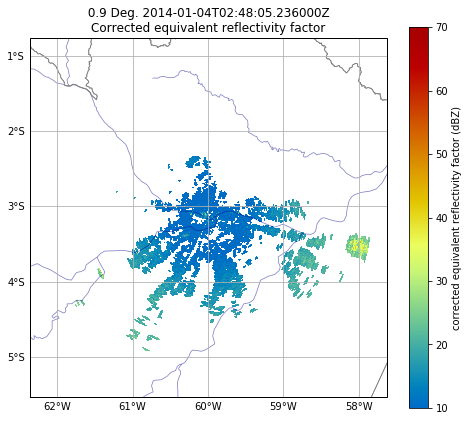 0.9 Deg. 2014-01-04T02:48:05.236000Z
Corrected equivalent reflectivity factor
1°S
2°S
3°S
4°S
5°S
62°W 61°W 60°W 59°W 58°W
70
60
50
40
30
20
10
corrected equivalent reflectivity factor (dBZ)